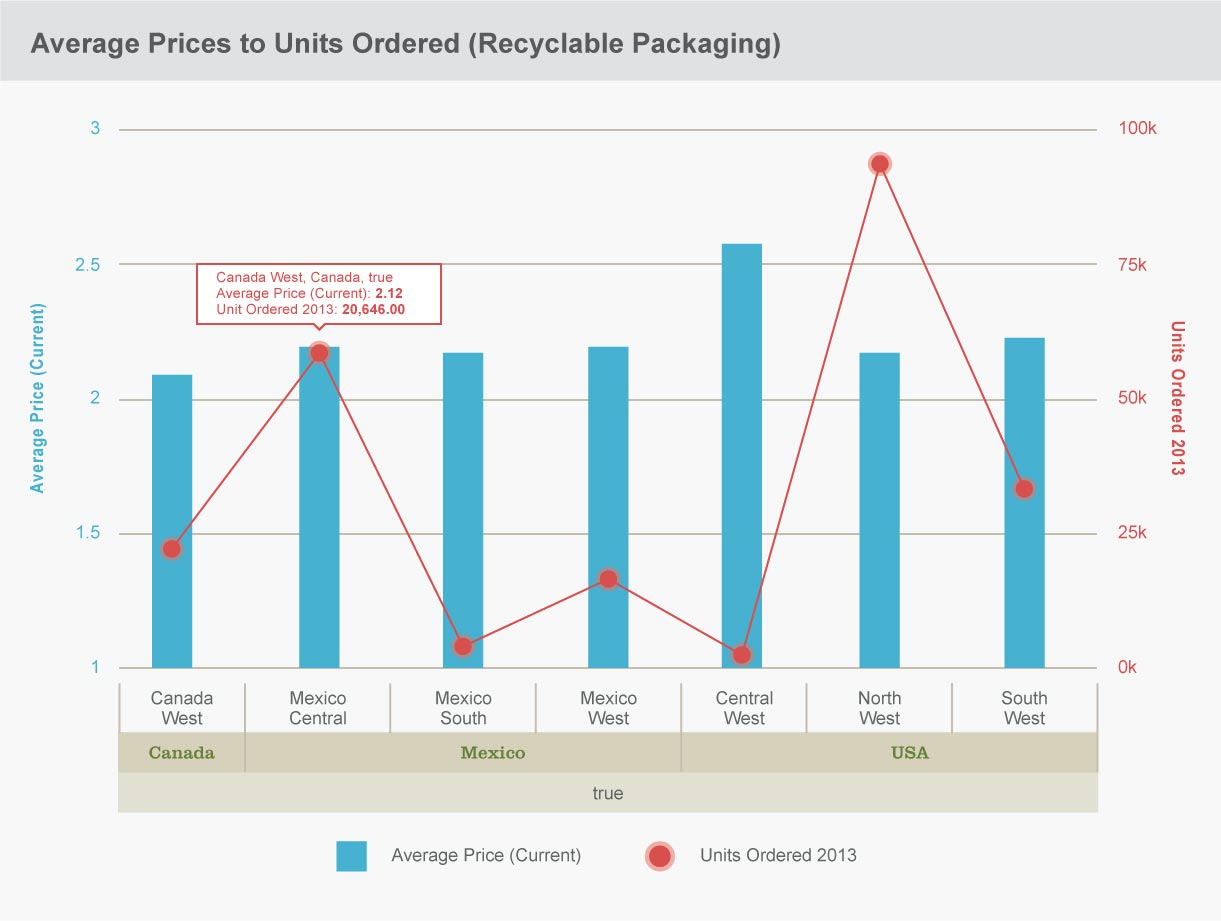 Average Prices to Units Ordered (Recyclable Packaging)
3
2.5
2
1.5
1
Average Price (Current)
100k
75k
50k
25k
0k
Units Ordered 2013
Canada West, Canada, true
Average Price (Current): 2.12
Unit Ordered 2013: 20,646.00
Canada
West
Mexico
Central
Mexico
South
Mexico
West
Central
West
North
West
South
West
Canada
Mexico
USA
true
Average Price (Current)
Units Ordered 2013